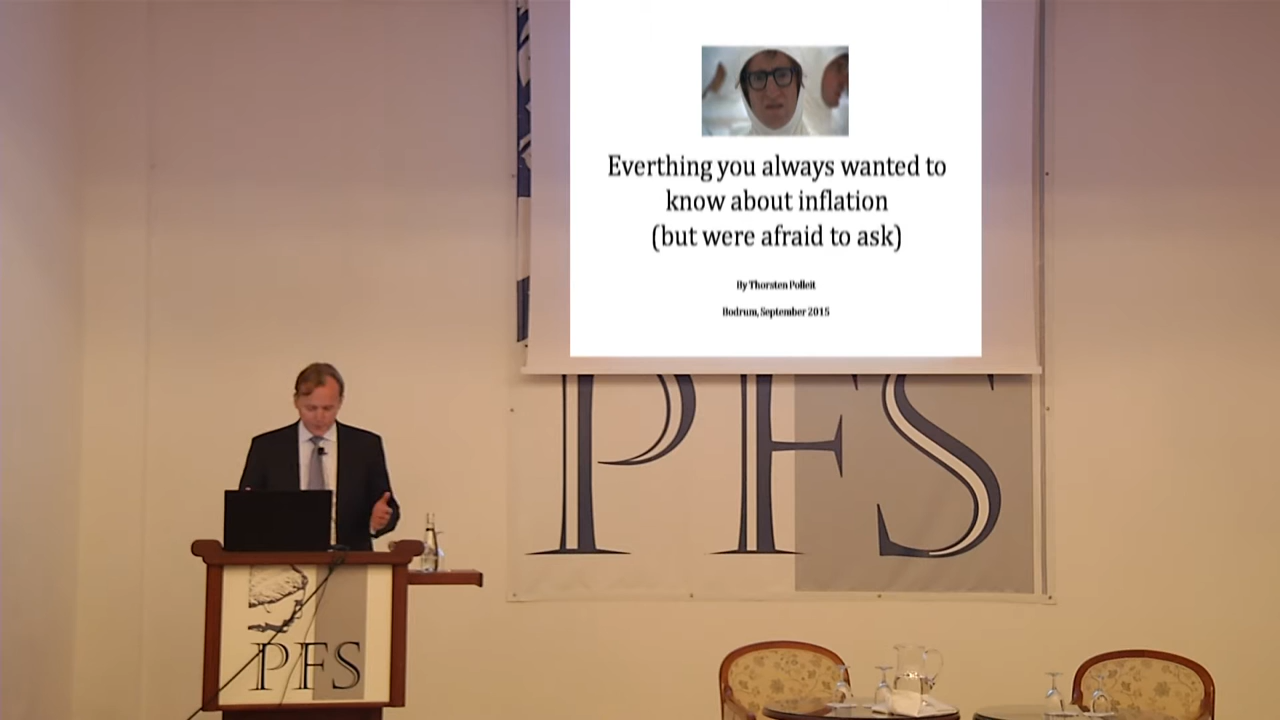 Everthing you always wanted to
know about inflation
(but were afraid to ask)
By Thorsten Polleit
Bodrum, September 2015
PFS
PFS